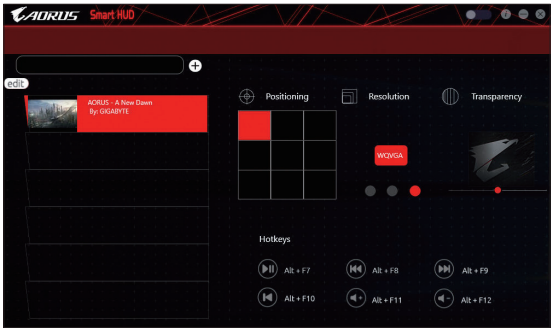 AORUS Smart HUD
edit
AORUS - A New Dawn
By: GIGABYTE
Positioning
Resolution
Transparency
WQVGA
Hotkeys
Alt + F7
Alt + F8
Alt + F9
Alt + F10
Alt + F11
Alt + F12